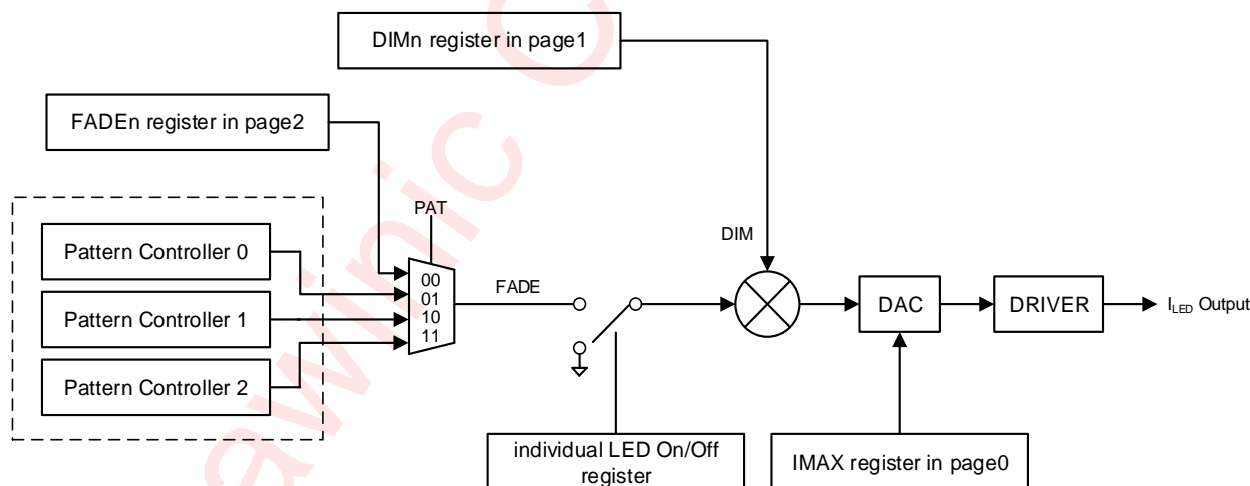 DIMn register in page1
FADEn register in page2
PAT
Pattern Controller 0
Pattern Controller 1
Pattern Controller 2
00
01
10
11
FADE
DIM
DAC
DRIVER
ILED Output
individual LED On/Off
register
IMAX register in page0
awinic C